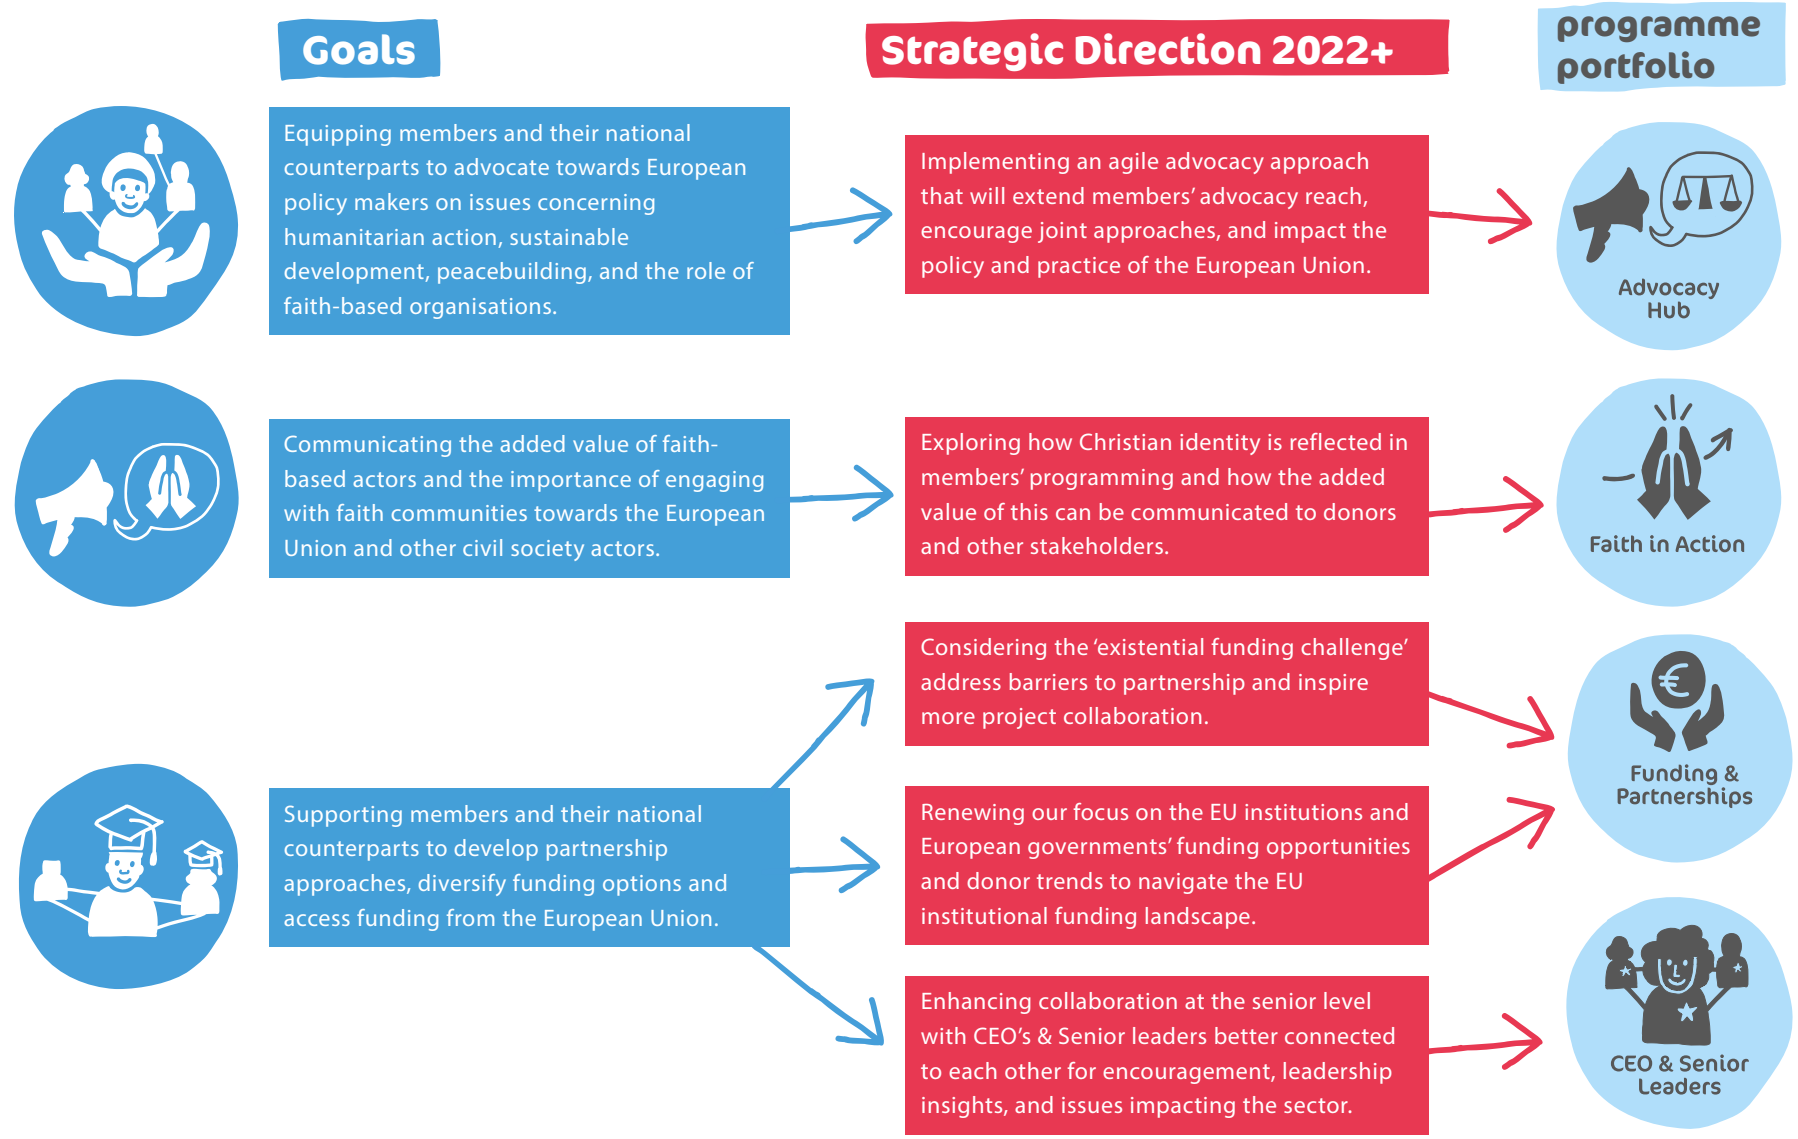 Goals
Strategic Direction 2022+
programme
portfolio
Equipping members and their national
counterparts to advocate towards European
policy makers on issues concerning
humanitarian action, sustainable
development, peacebuilding, and the role of
faith-based organisations.
Implementing an agile advocacy approach
that will extend members’ advocacy reach,
encourage joint approaches, and impact the
policy and practice of the European Union.
Advocacy
Hub
Communicating the added value of faith-
based actors and the importance of engaging
with faith communities towards the European
Union and other civil society actors.
Exploring how Christian identity is reflected in
members’ programming and how the added
value of this can be communicated to donors
and other stakeholders.
Faith in Action
Supporting members and their national
counterparts to develop partnership
approaches, diversify funding options and
access funding from the European Union.
Considering the ‘existential funding challenge’
address barriers to partnership and inspire
more project collaboration.
Renewing our focus on the EU institutions and
European governments’ funding opportunities
and donor trends to navigate the EU
institutional funding landscape.
€
Funding &
Partnerships
Enhancing collaboration at the senior level
with CEO’s & Senior leaders better connected
to each other for encouragement, leadership
insights, and issues impacting the sector.
CEO & Senior
Leaders